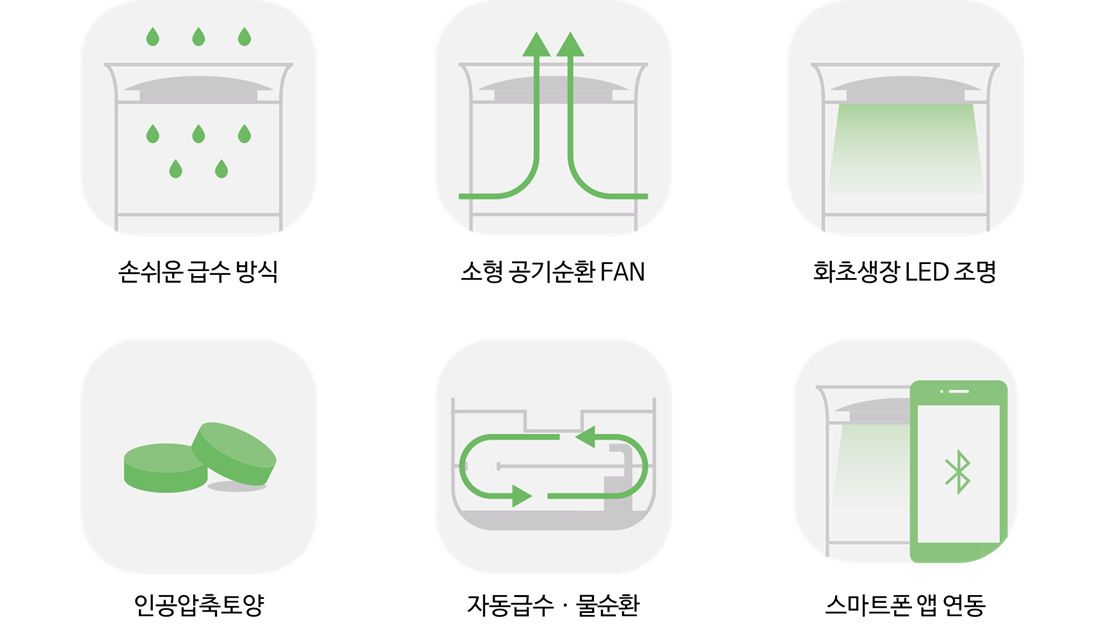 손쉬운 급수 방식
소형 공기순환 FAN
화초생장 LED 조명
인공압축토양
자동급수 · 물순환
스마트폰 앱 연동